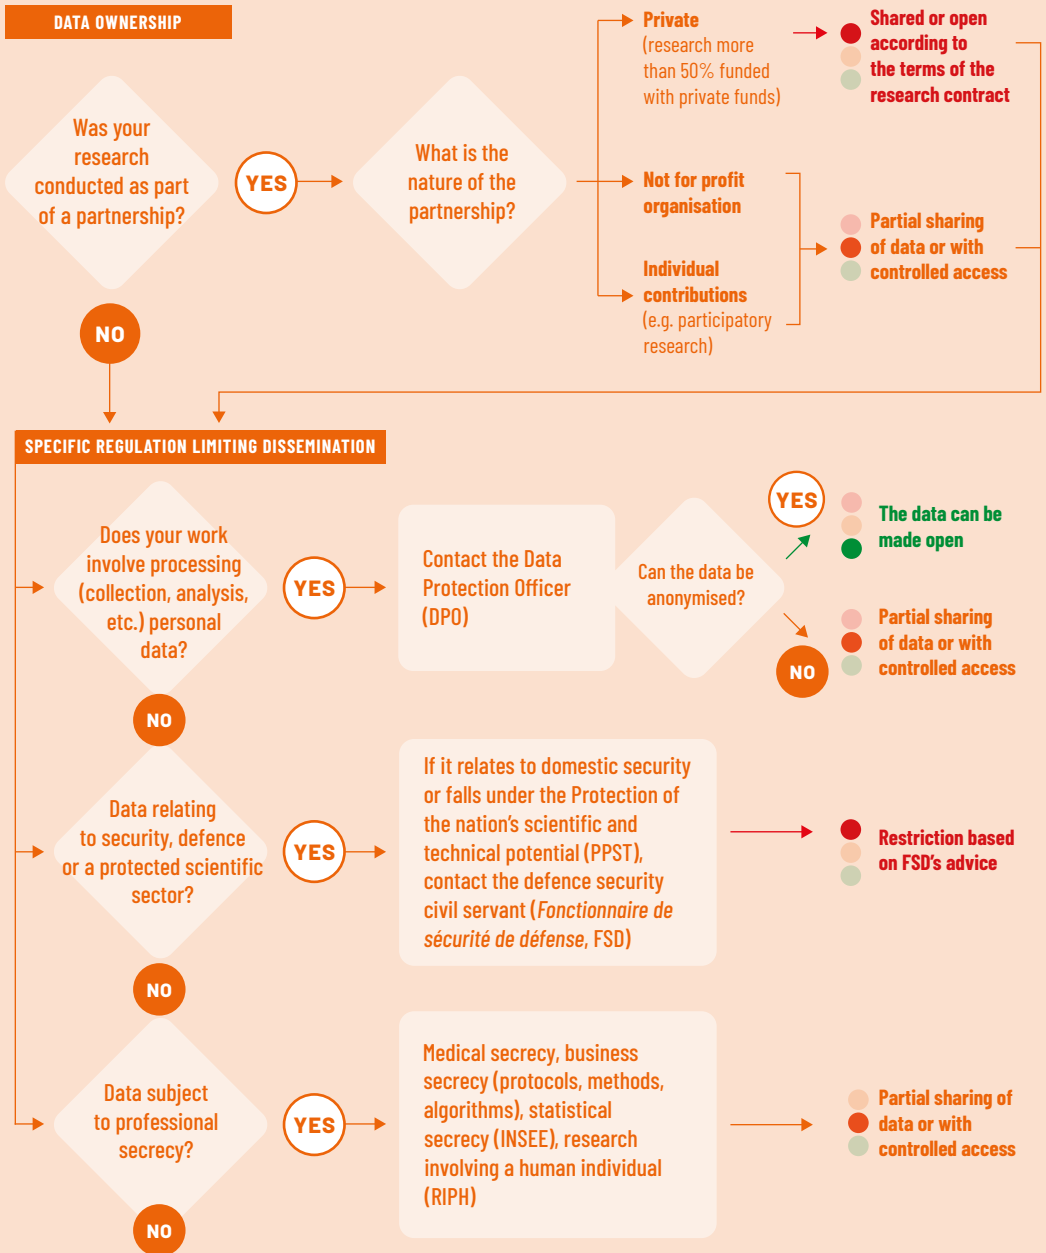 DATA OWNERSHIP
Was your
research
conducted as part
of a partnership?
YES
What is the
nature of the
partnership?
Private
(research more
than 50% funded
with private funds)
Shared or open
according to
the terms of the
research contract
Not for profit
organisation
Individual
contributions
(e.g. participatory
research)
Partial sharing
of data or with
controlled access
NO
SPECIFIC REGULATION LIMITING DISSEMINATION
Does your work
involve processing
(collection, analysis,
etc.) personal
data?
YES
Contact the Data
Protection Officer
(DPO)
Can the data be
anonymised?
YES
The data can be
made open
NO
Partial sharing
of data or with
controlled access
NO
Data relating
to security, defence
or a protected scientific
sector?
YES
If it relates to domestic security
or falls under the Protection of
the nation's scientific and
technical potential (PPST),
contact the defence security
civil servant (Fonctionnaire de
sécurité de défense, FSD)
Restriction based
on FSD's advice
NO
Data subject
to professional
secrecy?
YES
Medical secrecy, business
secrecy (protocols, methods,
algorithms), statistical
secrecy (INSEE), research
involving a human individual
(RIPH)
Partial sharing of
data or with
controlled access
NO